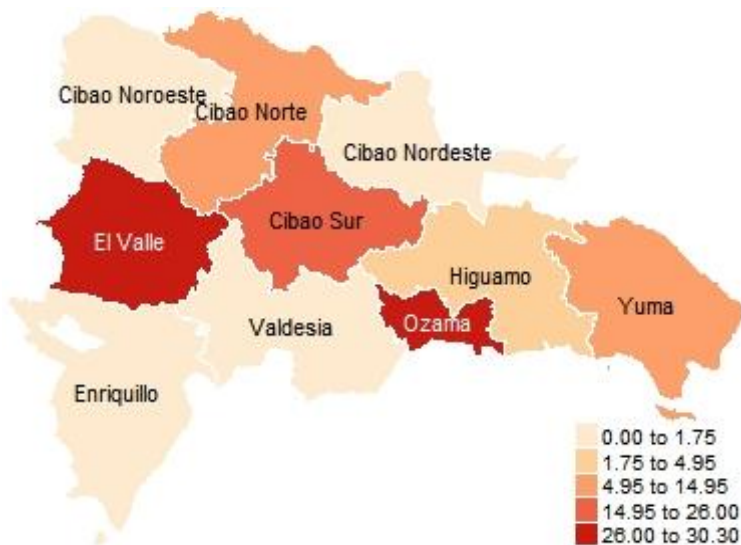 Cibao Noroeste
Cibao Norte
Cibao Nordeste
Cibao Sur
El Valle
Higuamo
Yuma
Ozama
Valdesia
Enriquillo
0.00 to 1.75
1.75 to 4.95
4.95 to 14.95
14.95 to 26.00
26.00 to 30.30